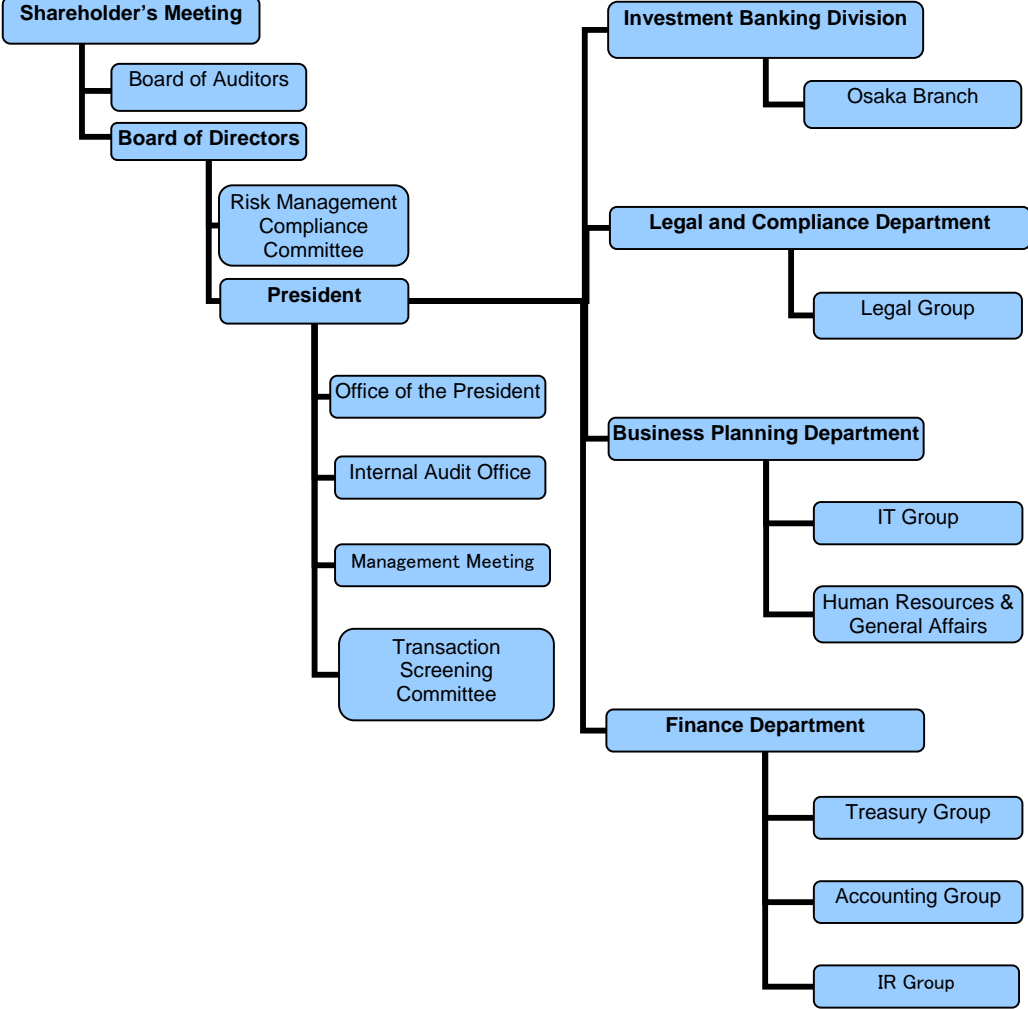 Shareholder's Meeting
Board of Auditors
Board of Directors
Risk Management
Compliance
Committee
President
Office of the President
Internal Audit Office
Management Meeting
Transaction
Screening
Committee
Investment Banking Division
Osaka Branch
Legal and Compliance Department
Legal Group
Business Planning Department
IT Group
Human Resources &
General Affairs
Finance Department
Treasury Group
Accounting Group
IR Group